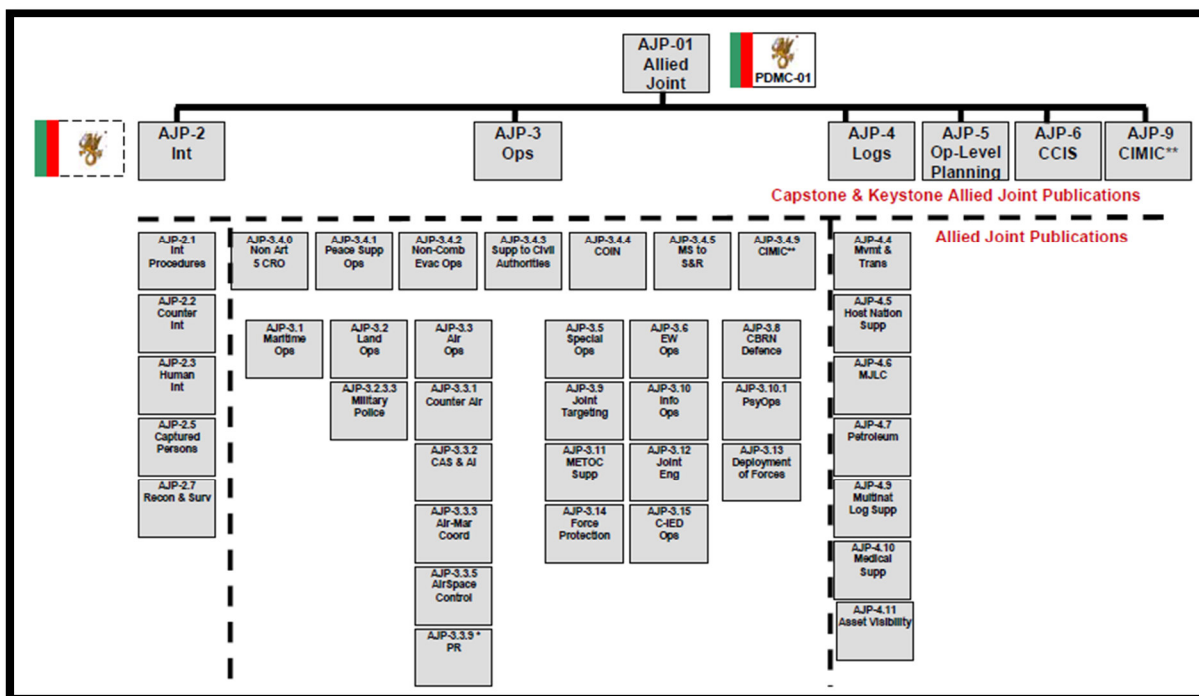 AJP-01
Allied
Joint
PDMC-01
AJP-2
Int
AJP-3
Ops
AJP-4
Logs
AJP-5
Op-Level
Planning
AJP-6
CCIS
AJP-9
CIMIC**
Capstone & Keystone Allied Joint Publications
Allied Joint Publications
AJP-2.1
Int
Procedures
AJP-2.2
Counter
Int
AJP-2.3
Human
Int
AJP-2.5
Captured
Persons
AJP-2.7
Recon & Surv
AJP-3.4.0
Non Art
5 CRO
AJP-3.4.1
Peace Supp
Ops
AJP-3.4.2
Non-Comb
Evac Ops
AJP-3.4.3
Supp to Civil
Authorities
AJP-3.4.4
COIN
AJP-3.4.5
MS to
S&R
AJP-3.4.9
CIMIC**
AJP-3.1
Maritime
Ops
AJP-3.2
Land
Ops
AJP-3.2.3.3
Military
Police
AJP-3.3
Air
Ops
AJP-3.3.1
Counter Air
AJP-3.3.2
CAS & AI
AJP-3.3.3
Air-Mar
Coord
AJP-3.3.5
AirSpace
Control
AJP-3.3.9 *
PR
AJP-3.5
Special
Ops
AJP-3.9
Joint
Targeting
AJP-3.11
METOC
Supp
AJP-3.14
Force
Protection
AJP-3.6
EW
Ops
AJP-3.10
Info
Ops
AJP-3.12
Joint
Eng
AJP-3.15
C-IED
Ops
AJP-3.8
CBRN
Defence
AJP-3.10.1
PsyOps
AJP-3.13
Deployment
of Forces
AJP-4.4
Mvmt &
Trans
AJP-4.5
Host Nation
Supp
AJP-4.6
MJLC
AJP-4.7
Petroleum
AJP-4.9
Multinat
Log Supp
AJP-4.10
Medical
Supp
AJP-4.11
Asset Visibility